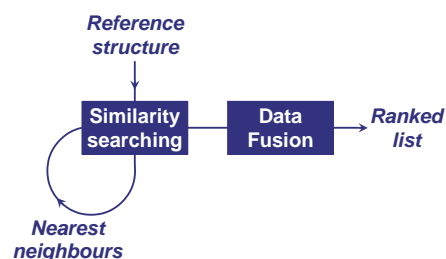 Reference
structure
Similarity
searching
Data
Fusion
Ranked
list
Nearest
neighbours